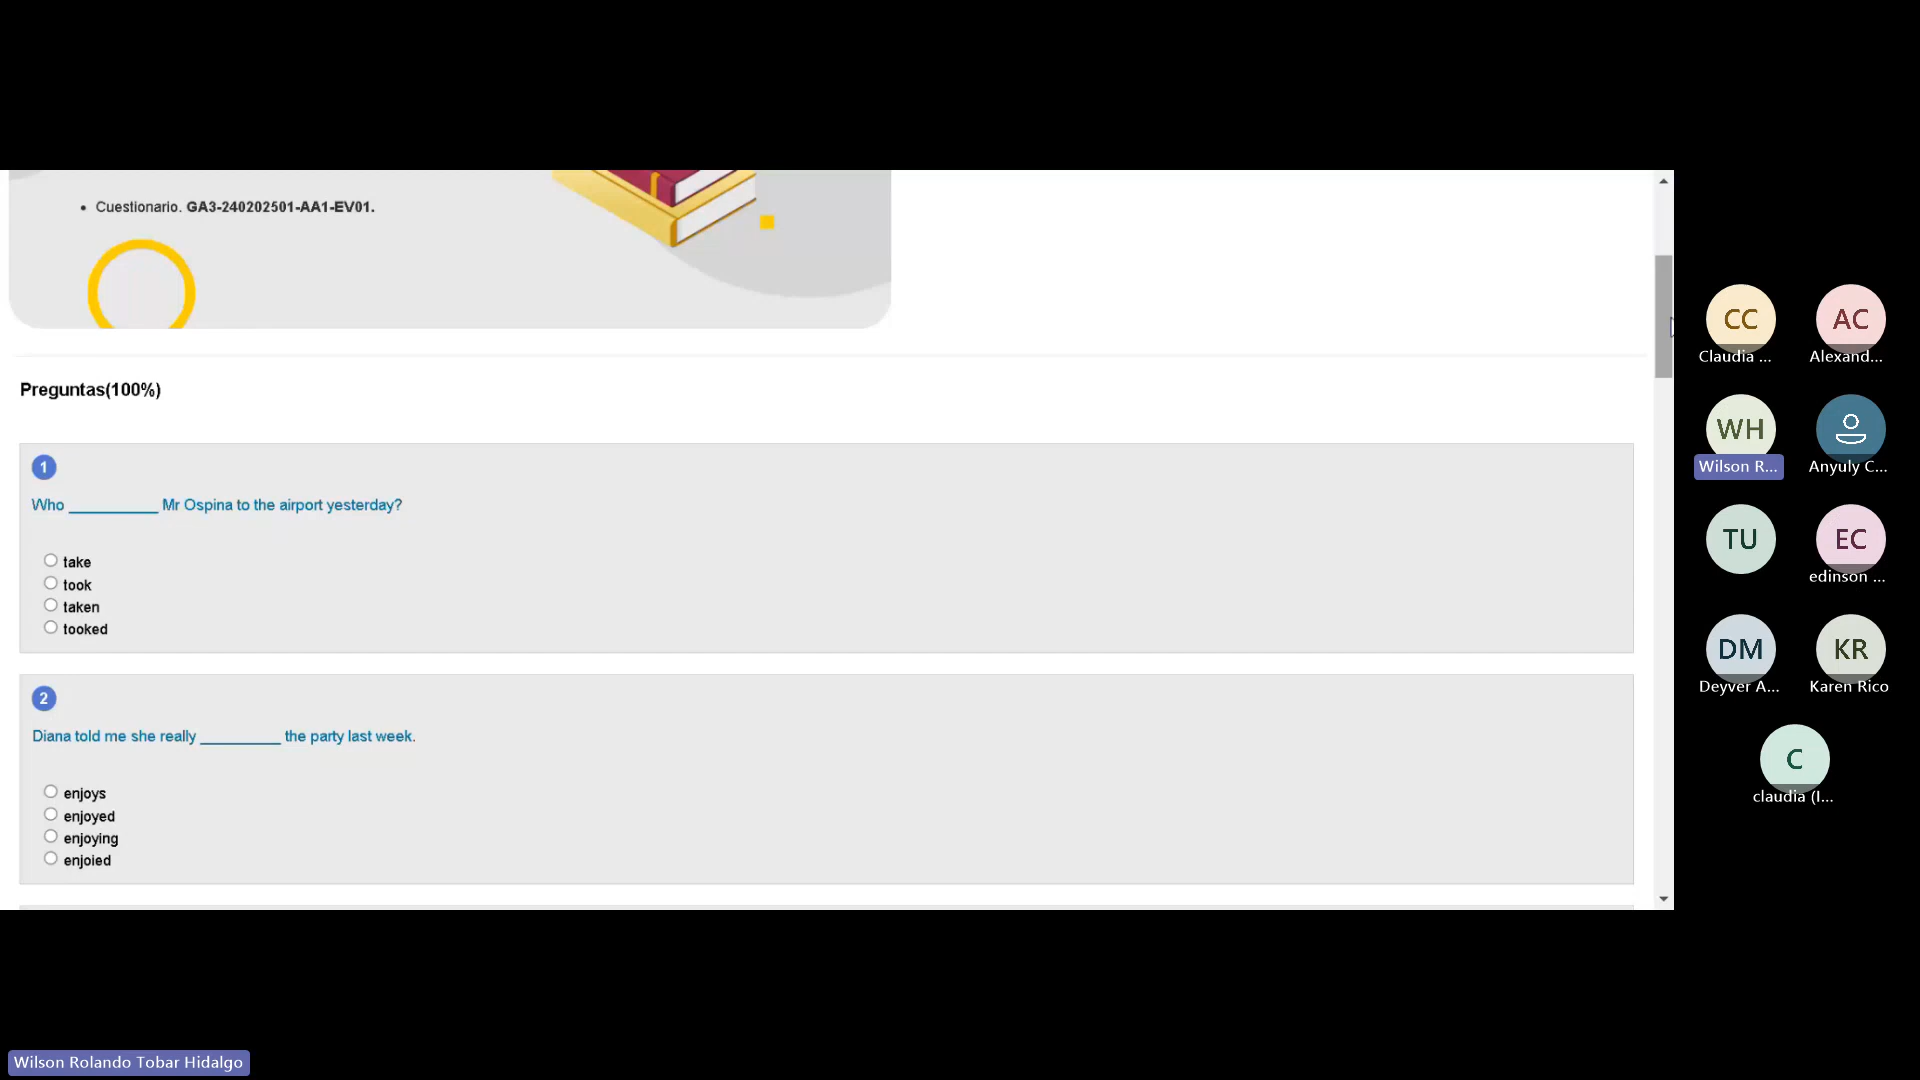 • Cuestionario. GA3-240202501-AA1-EV01.
Preguntas(100%)
1
Who ___________ Mr Ospina to the airport yesterday?
take
took
taken
tooked
2
Diana told me she really __________ the party last week.
enjoys
enjoyed
enjoying
enjoied
CC
Claudia ...
AC
Alexand...
WH
Wilson R...
Anyuly C...
TU
EC
edinson ...
DM
Deyver A...
KR
Karen Rico
C
claudia (I...
Wilson Rolando Tobar Hidalgo